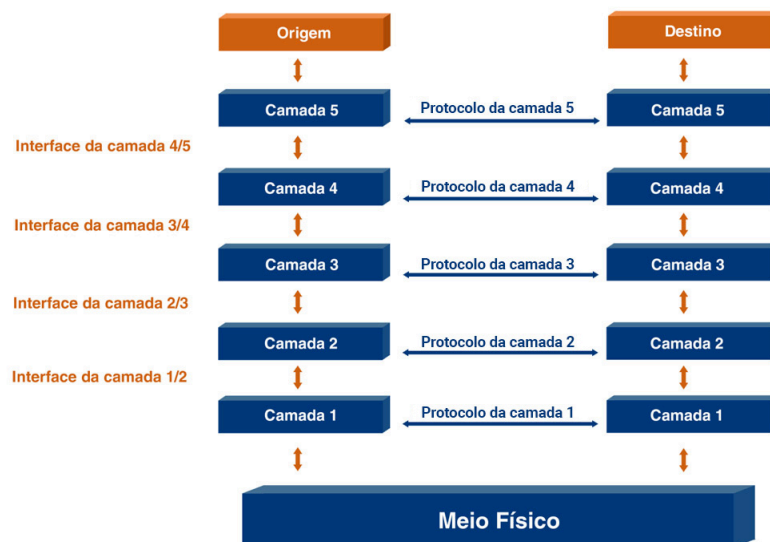 Origem
Destino
Camada 5
Protocolo da camada 5
Camada 5
Interface da camada 4/5
Camada 4
Protocolo da camada 4
Camada 4
Interface da camada 3/4
Camada 3
Protocolo da camada 3
Camada 3
Interface da camada 2/3
Camada 2
Protocolo da camada 2
Camada 2
Interface da camada 1/2
Camada 1
Protocolo da camada 1
Camada 1
Meio Físico